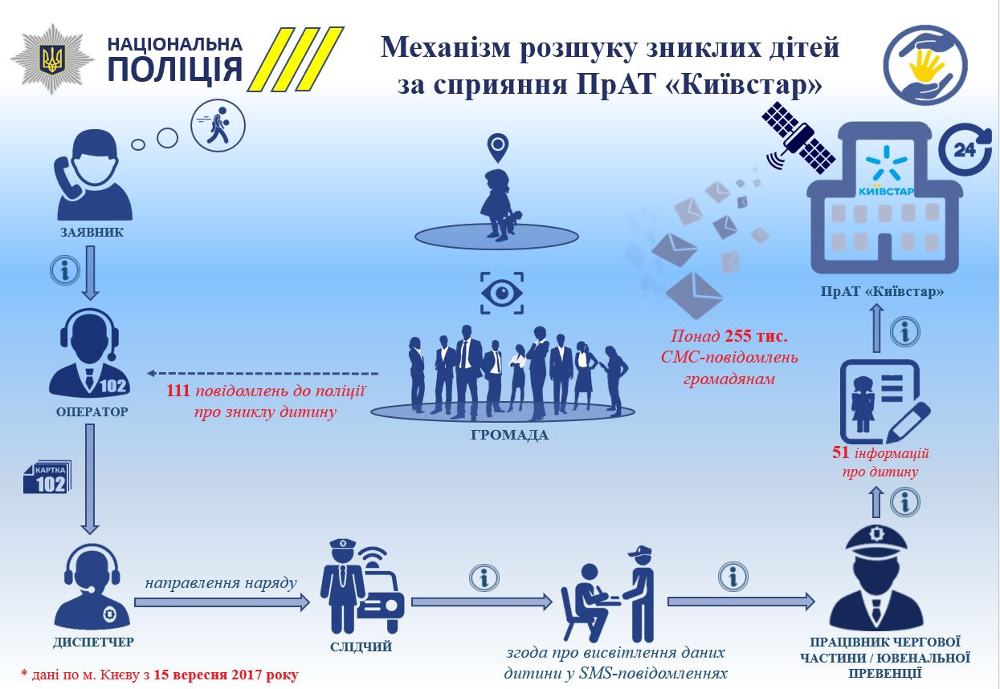 НАЦІОНАЛЬНА
ПОЛІЦІЯ
Механізм розшуку зниклих дітей
за сприяння ПрАТ «Київстар»
24
КИЇВСТАР
ЗАЯВНИК
ПрАТ «Київстар»
Понад 255 тис.
СМС-повідомлень
громадянам
102
ОПЕРАТОР
111 повідомлень до поліції
про зниклу дитину
ГРОМАДА
51 інформацій
про дитину
КАРТКА
102
направлення наряду
ДИСПЕТЧЕР
СЛІДЧИЙ
згода про висвітлення даних
дитини у SMS-повідомленнях
ПРАЦІВНИК ЧЕРГОВОЇ
ЧАСТИНИ / ЮВЕНАЛЬНОЇ
ПРЕВЕНЦІЇ
* дані по м. Києву з 15 вересня 2017 року